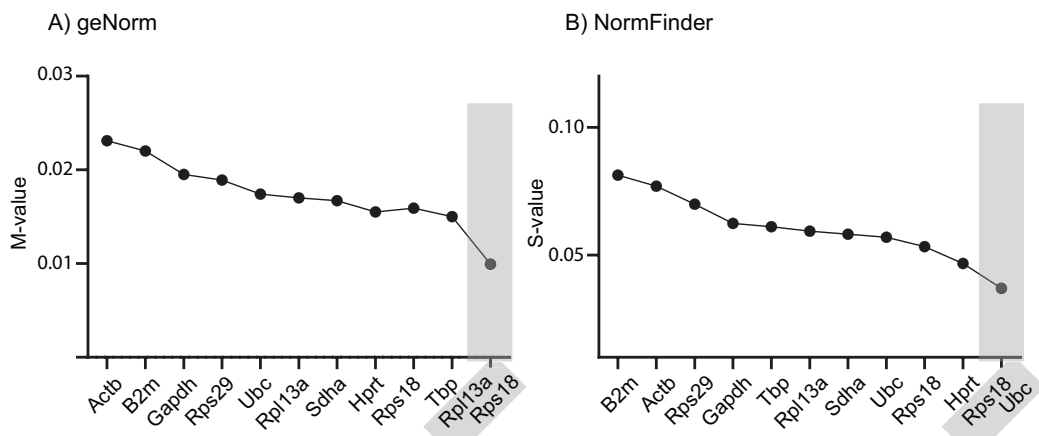 A) geNorm
0.03
0.02
0.01
M-value
Actb
B2m
Gapdh
Rps29
Ubc
Rpl13a
Sdha
Hprt
Rps18
Tbp
Rpl13a
Rps18
B) NormFinder
0.10
0.05
S-value
B2m
Actb
Rps29
Gapdh
Tbp
Rpl13a
Sdha
Ubc
Rps18
Hprt
Rps18
Ubc